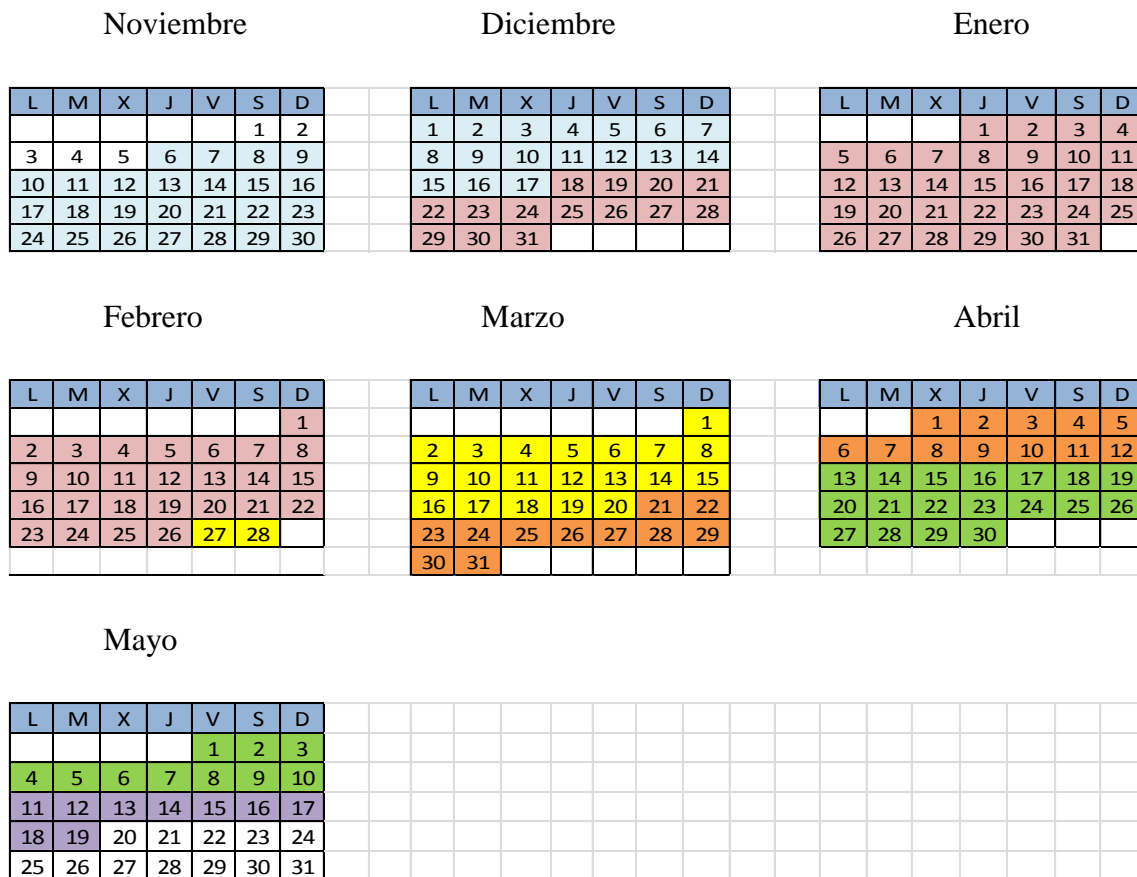 Noviembre Diciembre Enero
L M X J V S D L M X J V S D L M X J V S D
1 2 1 2 3 4 5 6 7 1 2 3 4
3 4 5 6 7 8 9 8 9 10 11 12 13 14 5 6 7 8 9 10 11
10 11 12 13 14 15 16 15 16 17 18 19 20 21 12 13 14 15 16 17 18
17 18 19 20 21 22 23 22 23 24 25 26 27 28 19 20 21 22 23 24 25
24 25 26 27 28 29 30 29 30 31 26 27 28 29 30 31
Febrero Marzo Abril
L M X J V S D L M X J V S D L M X J V S D
1 1 1 2 3 4 5
2 3 4 5 6 7 8 2 3 4 5 6 7 8 6 7 8 9 10 11 12
9 10 11 12 13 14 15 9 10 11 12 13 14 15 13 14 15 16 17 18 19
16 17 18 19 20 21 22 16 17 18 19 20 21 22 20 21 22 23 24 25 26
23 24 25 26 27 28 23 24 25 26 27 28 29 27 28 29 30
30 31
Mayo
L M X J V S D
1 2 3
4 5 6 7 8 9 10
11 12 13 14 15 16 17
18 19 20 21 22 23 24
25 26 27 28 29 30 31